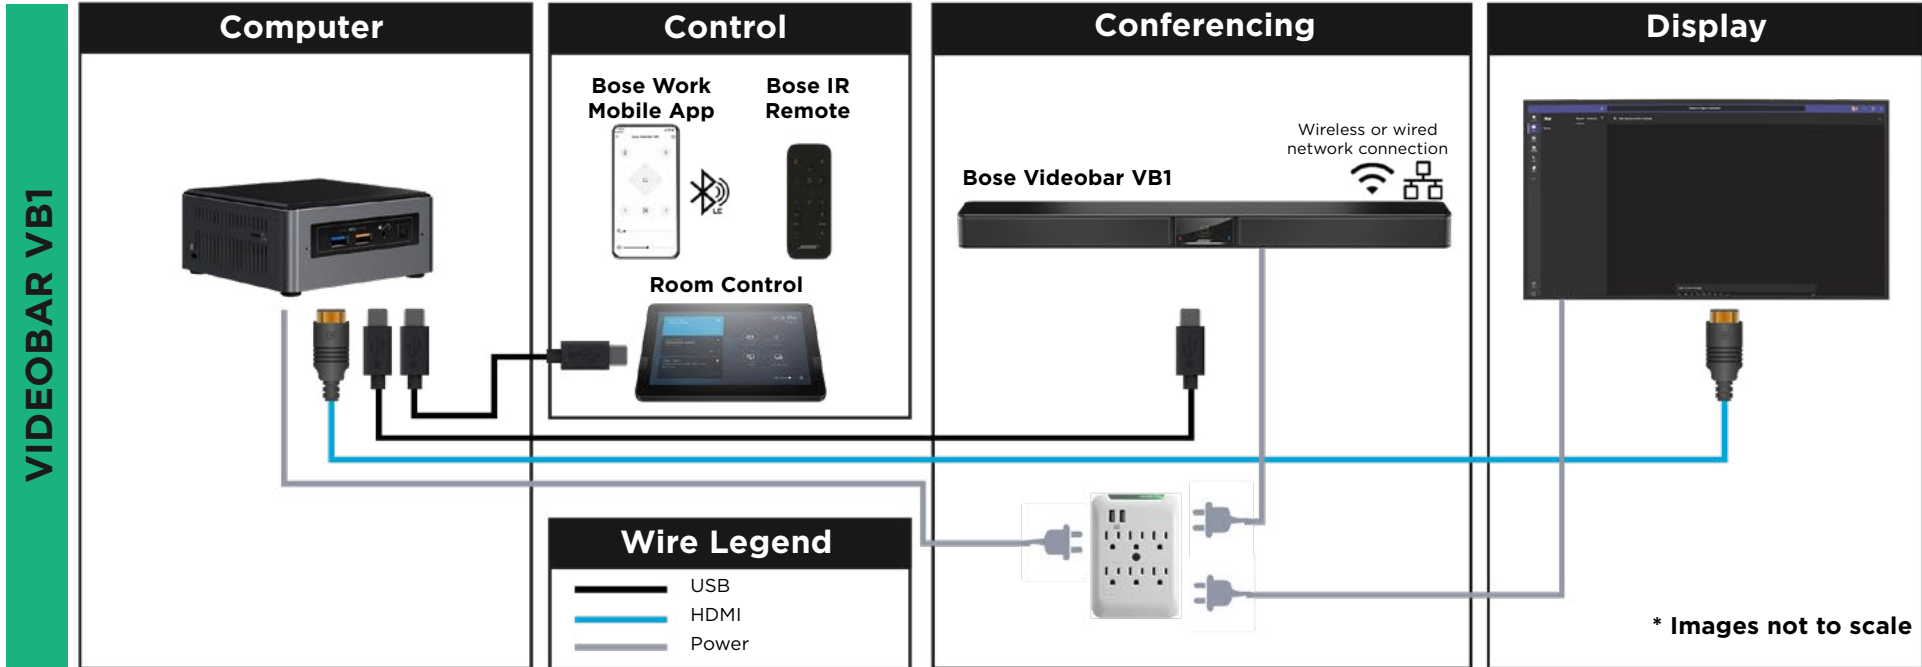 VIDEOBAR VB1
Computer
Control
Bose Work
Mobile App
Bose IR
Remote
LE
Room Control
Conferencing
Wireless or wired
network connection
Bose Videobar VB1
Display
Wire Legend
USB
HDMI
Power
* Images not to scale